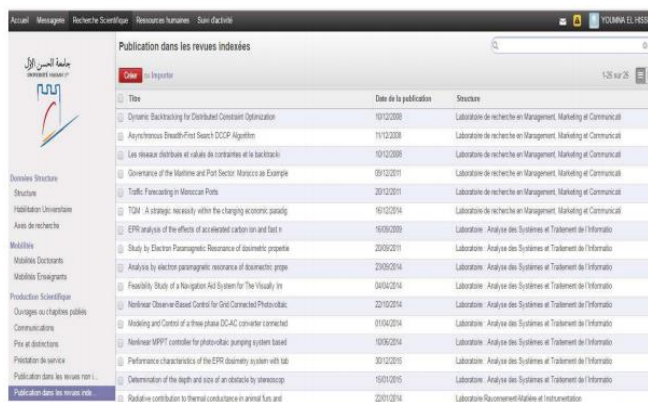 Accueil Messagerie Recherche Scientifique Ressources humaines Suivi d'activité YOUNNA EL HISSI
جامعة الحسن الأول
UNIVERSITÉ HASSAN 1er
Publication dans les revues indexées
Créer ou Importer 1-26 sur 26
Titre Date de la publication Structure
Dynamic Backtracking for Distributed Constraint Optimization 10/12/2008 Laboratoire de recherche en Management, Marketing et Communicati
Asynchronous Breadth-First Search DCOP Algorithm 11/12/2008 Laboratoire de recherche en Management, Marketing et Communicati
Les réseaux distribués et valués de contraintes et le backtracki 10/12/2006 Laboratoire de recherche en Management, Marketing et Communicati
Governance of the Maritime and Port Sector: Morocco as Example 09/12/2011 Laboratoire de recherche en Management, Marketing et Communicati
Traffic Forecasting in Moroccan Ports 20/12/2011 Laboratoire de recherche en Management, Marketing et Communicati
TQM : A strategic necessity within the changing economic paradig 16/12/2014 Laboratoire de recherche en Management, Marketing et Communicati
EPR analysis of the effects of accelerated carbon ion and fast n 16/09/2009 Laboratoire : Analyse des Systèmes et Traitement de l'Informatio
Study by Electron Paramagnetic Resonance of dosimetric propertie 20/09/2011 Laboratoire : Analyse des Systèmes et Traitement de l'Informatio
Analysis by electron paramagnetic resonance of dosimectric prope 23/09/2014 Laboratoire : Analyse des Systèmes et Traitement de l'Informatio
Feasibility Study of a Navigation Aid System for The Visually Im 04/04/2014 Laboratoire : Analyse des Systèmes et Traitement de l'Informatio
Nonlinear Observer-Based Control for Grid Connected Photovoltaic 22/10/2014 Laboratoire : Analyse des Systèmes et Traitement de l'Informatio
Modeling and Control of a three phase DC-AC converter connected 01/04/2014 Laboratoire : Analyse des Systèmes et Traitement de l'Informatio
Nonlinear MPPT controller for photovoltaic pumping system based 10/06/2014 Laboratoire : Analyse des Systèmes et Traitement de l'Informatio
Performance characteristics of the EPR dosimetry system with tab 30/12/2015 Laboratoire : Analyse des Systèmes et Traitement de l'Informatio
Determination of the depth and size of an obstacle by stereoscop 15/01/2015 Laboratoire : Analyse des Systèmes et Traitement de l'Informatio
Radiative contribution to thermal conductance in animal furs and 22/01/2014 Laboratoire Rayonnement-Matière et Instrumentation
Données Structure
Structure
Habilitation Universitaire
Axes de recherche
Mobilités
Mobilités Doctorants
Mobilités Enseignants
Production Scientifique
Ouvrages ou chapitres publiés
Communications
Prix et distinctions
Préstation de service
Publication dans les revues non i...
Publication dans les revues inde...